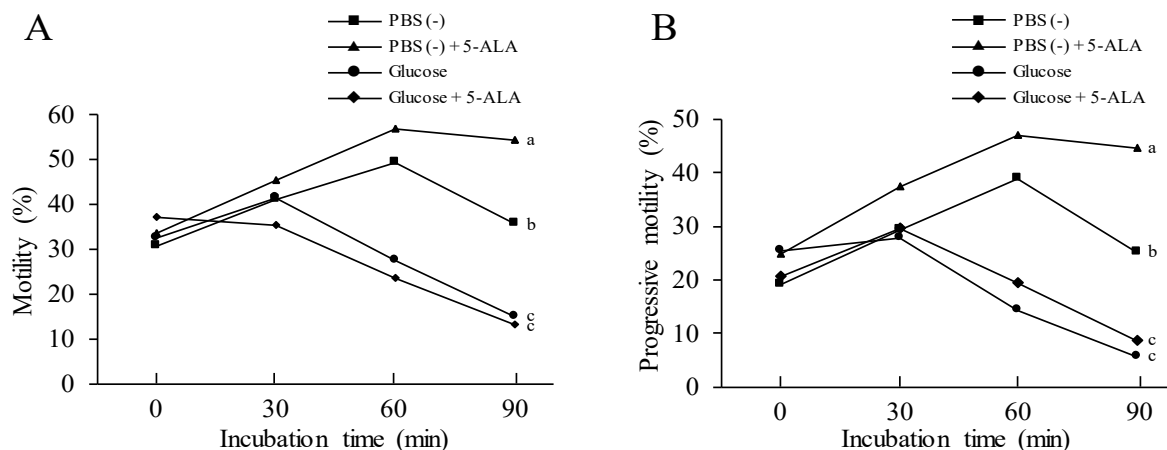 A
PBS (-)
PBS (-) + 5-ALA
Glucose
Glucose + 5-ALA
Motility (%)
60
50
40
30
20
10
0
a
b
c
c
0 30 60 90
Incubation time (min)
B
PBS (-)
PBS (-) + 5-ALA
Glucose
Glucose + 5-ALA
Progressive motility (%)
50
40
30
20
10
0
a
b
c
c
0 30 60 90
Incubation time (min)